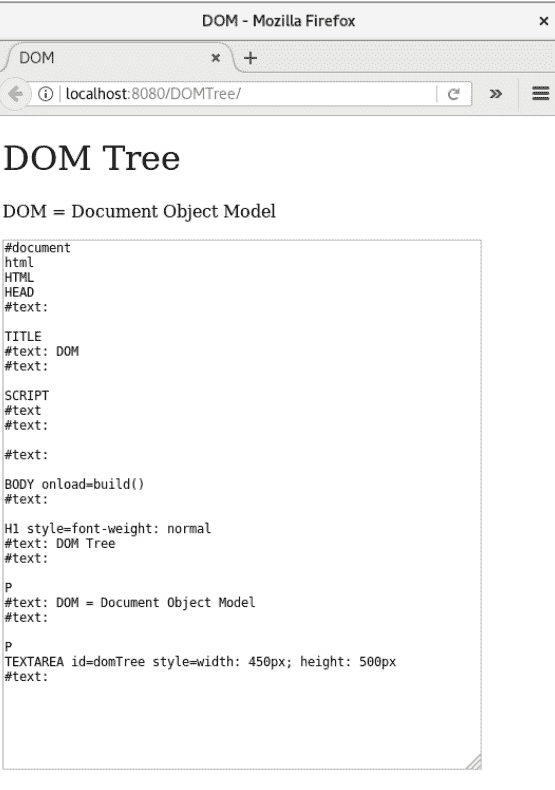 DOM - Mozilla Firefox
DOM
localhost:8080/DOMTree/
DOM Tree
DOM = Document Object Model
#document
html
HTML
HEAD
#text:
TITLE
#text: DOM
#text:
SCRIPT
#text
#text:
#text:
BODY onload=build()
#text:
H1 style=font-weight: normal
#text: DOM Tree
#text:
P
#text: DOM = Document Object Model
#text:
P
TEXTAREA id=domTree style=width: 450px; height: 500px
#text: